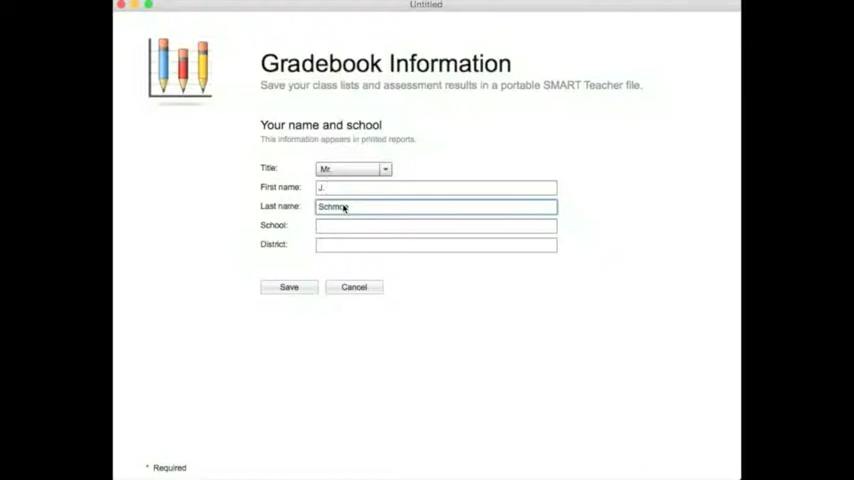 Untitled
Gradebook Information
Save your class lists and assessment results in a portable SMART Teacher file.
Your name and school
This information appears in printed reports.
Title: Mr.
First name: J.
Last name:
School:
District:
Save Cancel
* Required